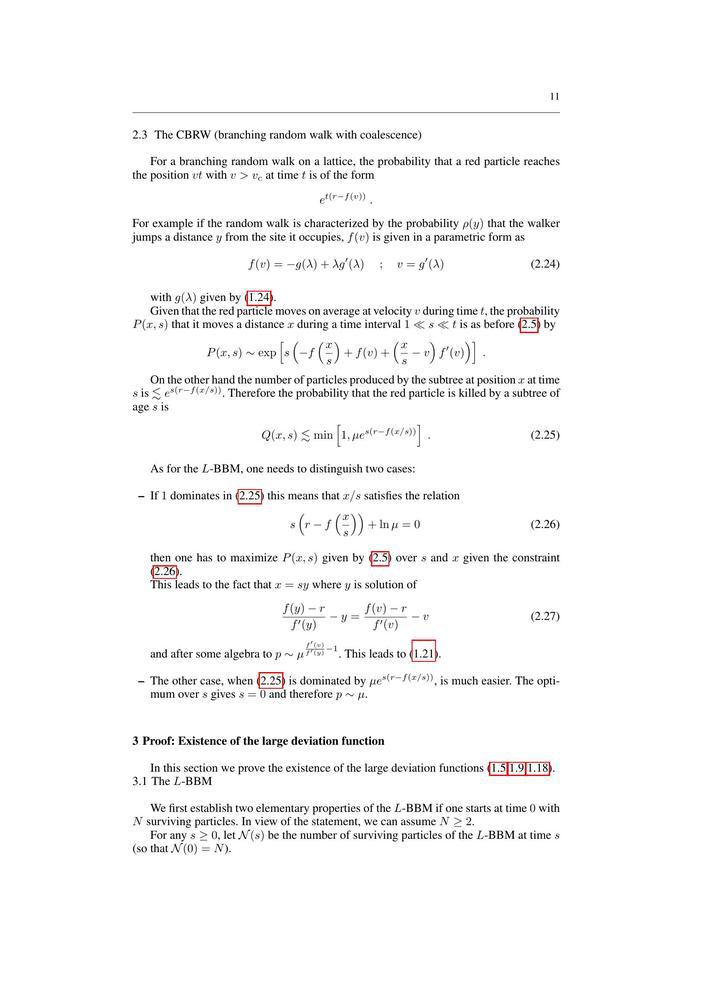 11
2.3 The CBRW (branching random walk with coalescence)
For a branching random walk on a lattice, the probability that a red particle reaches
the position $vt$ with $v > v_c$ at time $t$ is of the form
$$e^{t(r-f(v))} \, .$$
For example if the random walk is characterized by the probability $\rho(y)$ that the walker
jumps a distance $y$ from the site it occupies, $f(v)$ is given in a parametric form as
$$f(v) = -g(\lambda) + \lambda g'(\lambda) \quad ; \quad v = g'(\lambda) \qquad (2.24)$$
with $g(\lambda)$ given by (1.24).
Given that the red particle moves on average at velocity $v$ during time $t$, the probability
$P(x, s)$ that it moves a distance $x$ during a time interval $1 \ll s \ll t$ is as before (2.5) by
$$P(x, s) \sim \exp\left[ s \left( -f\left(\frac{x}{s}\right) + f(v) + \left(\frac{x}{s} - v\right) f'(v) \right) \right] \, .$$
On the other hand the number of particles produced by the subtree at position $x$ at time
$s$ is $\lesssim e^{s(r-f(x/s))}$. Therefore the probability that the red particle is killed by a subtree of
age $s$ is
$$Q(x, s) \lesssim \min\left[ 1, \mu e^{s(r-f(x/s))} \right] \, . \qquad (2.25)$$
As for the $L$-BBM, one needs to distinguish two cases:
– If 1 dominates in (2.25) this means that $x/s$ satisfies the relation
$$s \left( r - f\left(\frac{x}{s}\right) \right) + \ln \mu = 0 \qquad (2.26)$$
then one has to maximize $P(x, s)$ given by (2.5) over $s$ and $x$ given the constraint
(2.26).
This leads to the fact that $x = sy$ where $y$ is solution of
$$\frac{f(y) - r}{f'(y)} - y = \frac{f(v) - r}{f'(v)} - v \qquad (2.27)$$
and after some algebra to $p \sim \mu^{\frac{f'(v)}{f'(y)} - 1}$. This leads to (1.21).
– The other case, when (2.25) is dominated by $\mu e^{s(r-f(x/s))}$, is much easier. The opti-
mum over $s$ gives $s = 0$ and therefore $p \sim \mu$.
3 Proof: Existence of the large deviation function
In this section we prove the existence of the large deviation functions (1.5,1.9,1.18).
3.1 The $L$-BBM
We first establish two elementary properties of the $L$-BBM if one starts at time 0 with
$N$ surviving particles. In view of the statement, we can assume $N \geq 2$.
For any $s \geq 0$, let $\mathcal{N}(s)$ be the number of surviving particles of the $L$-BBM at time $s$
(so that $\mathcal{N}(0) = N$).